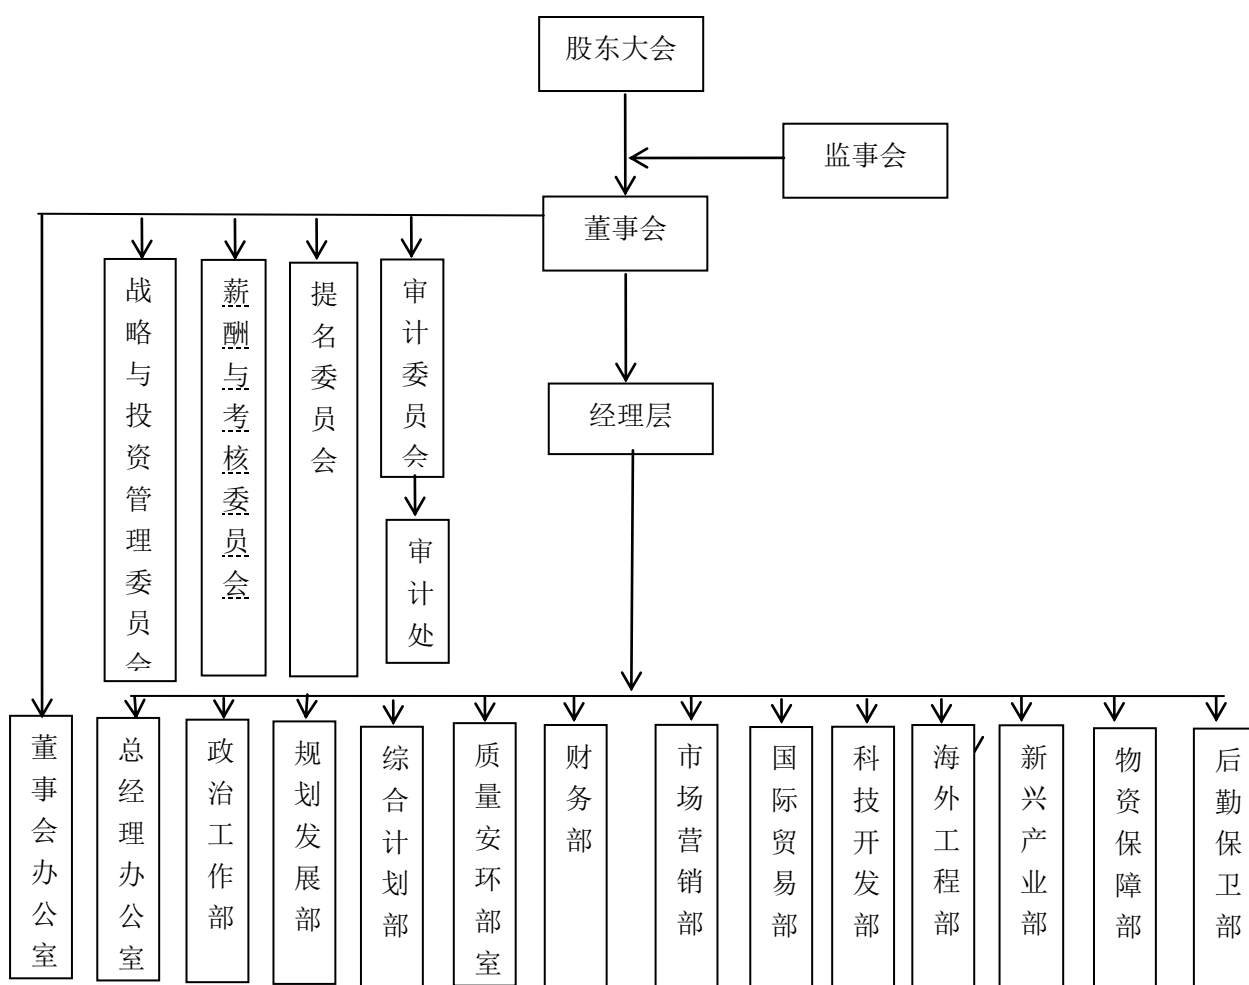 股东大会
监事会
董事会
战略与投资管理委员会
薪酬与考核委员会
提名委员会
审计委员会
经理层
审计处
董事会办公室
总经理办公室
政治工作部
规划发展部
综合计划部
质量安环部室
财务部
市场营销部
国际贸易部
科技开发部
海外工程部
新兴产业部
物资保障部
后勤保卫部